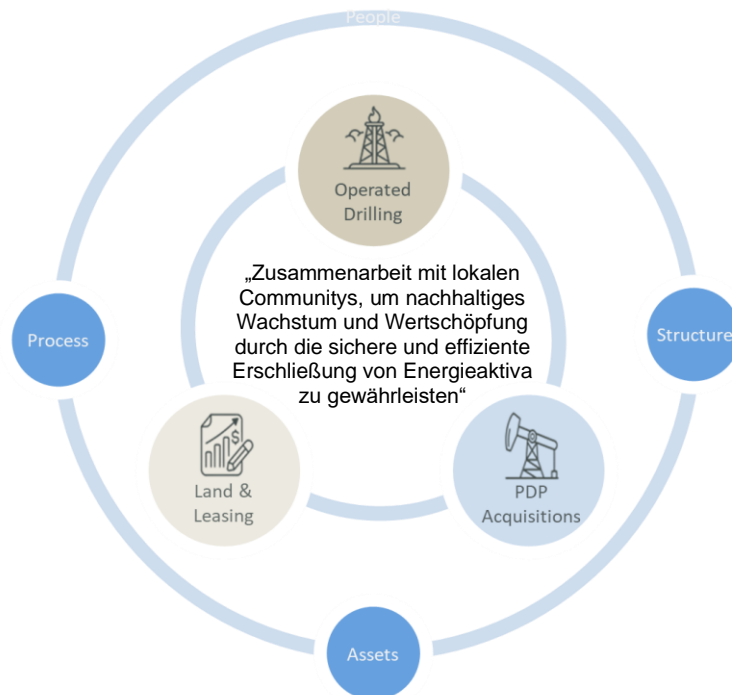 People
Operated
Drilling
„Zusammenarbeit mit lokalen
Communitys, um nachhaltiges
Wachstum und Wertschöpfung
durch die sichere und effiziente
Erschließung von Energieaktiva
zu gewährleisten“
Process
Structure
Land &
Leasing
PDP
Acquisitions
Assets